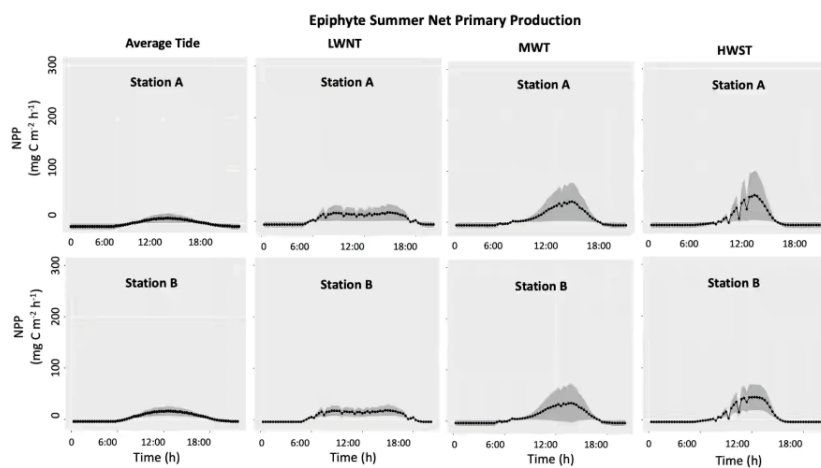 Epiphyte Summer Net Primary Production
Average Tide LWNT MWT HWST
Station A Station A Station A Station A
NPP
(mg C m⁻² h⁻¹)
300
200
100
0
0 6:00 12:00 18:00 0 6:00 12:00 18:00 0 6:00 12:00 18:00 0 6:00 12:00 18:00
Station B Station B Station B Station B
NPP
(mg C m⁻² h⁻¹)
300
200
100
0
0 6:00 12:00 18:00 0 6:00 12:00 18:00 0 6:00 12:00 18:00 0 6:00 12:00 18:00
Time (h) Time (h) Time (h) Time (h)